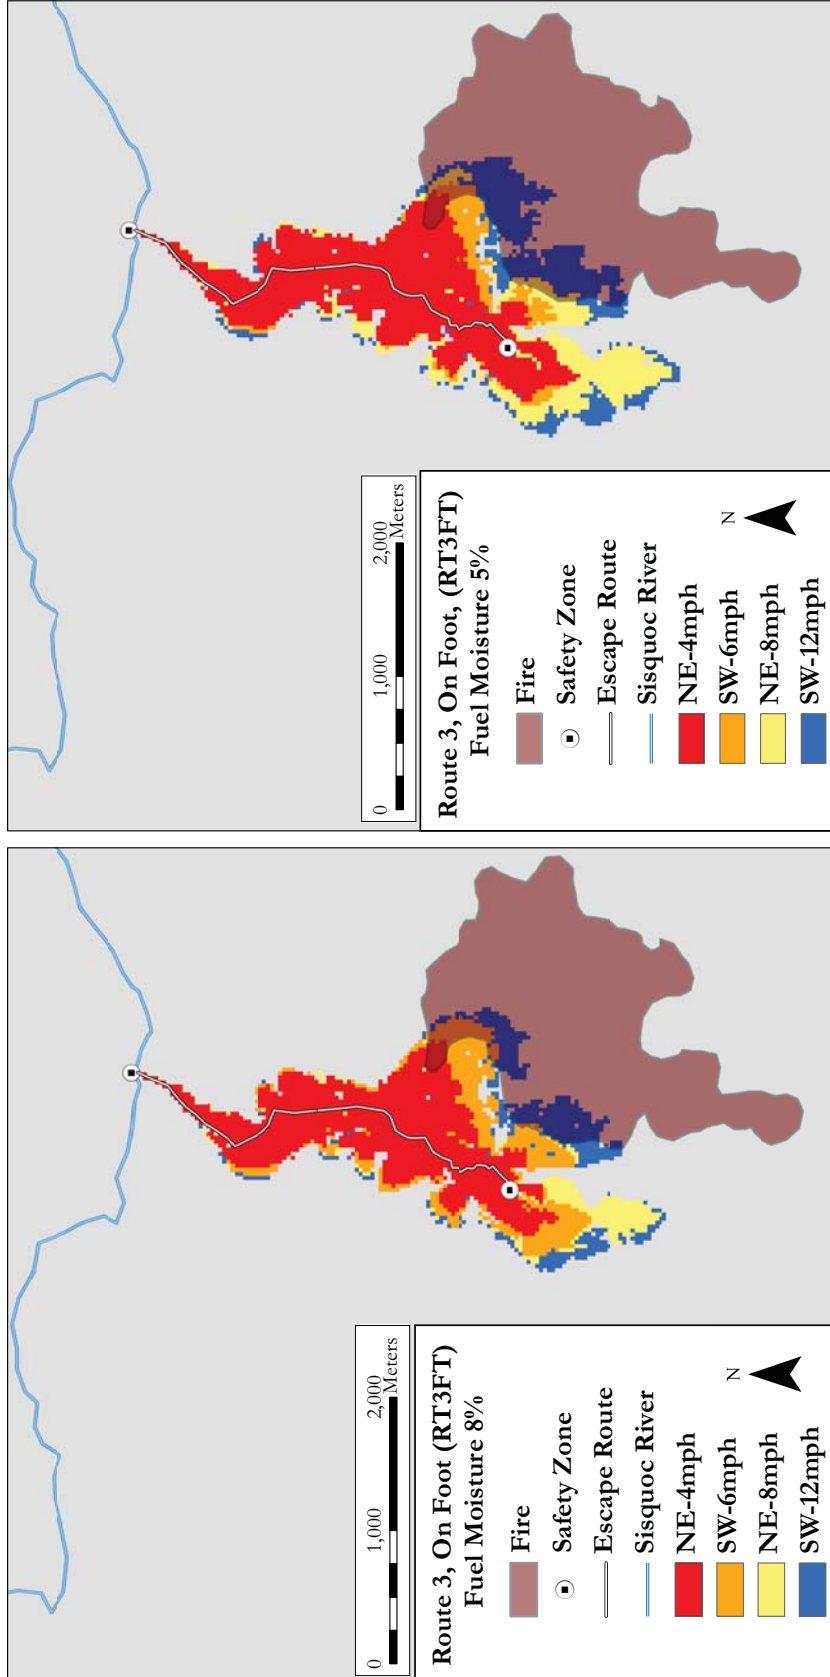 0
1,000
2,000
Meters
Route 3, On Foot, (RT3FT)
Fuel Moisture 5%
Fire
Safety Zone
Escape Route
Sisquoc River
NE-4mph
SW-6mph
NE-8mph
SW-12mph
N
0
1,000
2,000
Meters
Route 3, On Foot (RT3FT)
Fuel Moisture 8%
Fire
Safety Zone
Escape Route
Sisquoc River
NE-4mph
SW-6mph
NE-8mph
SW-12mph
N